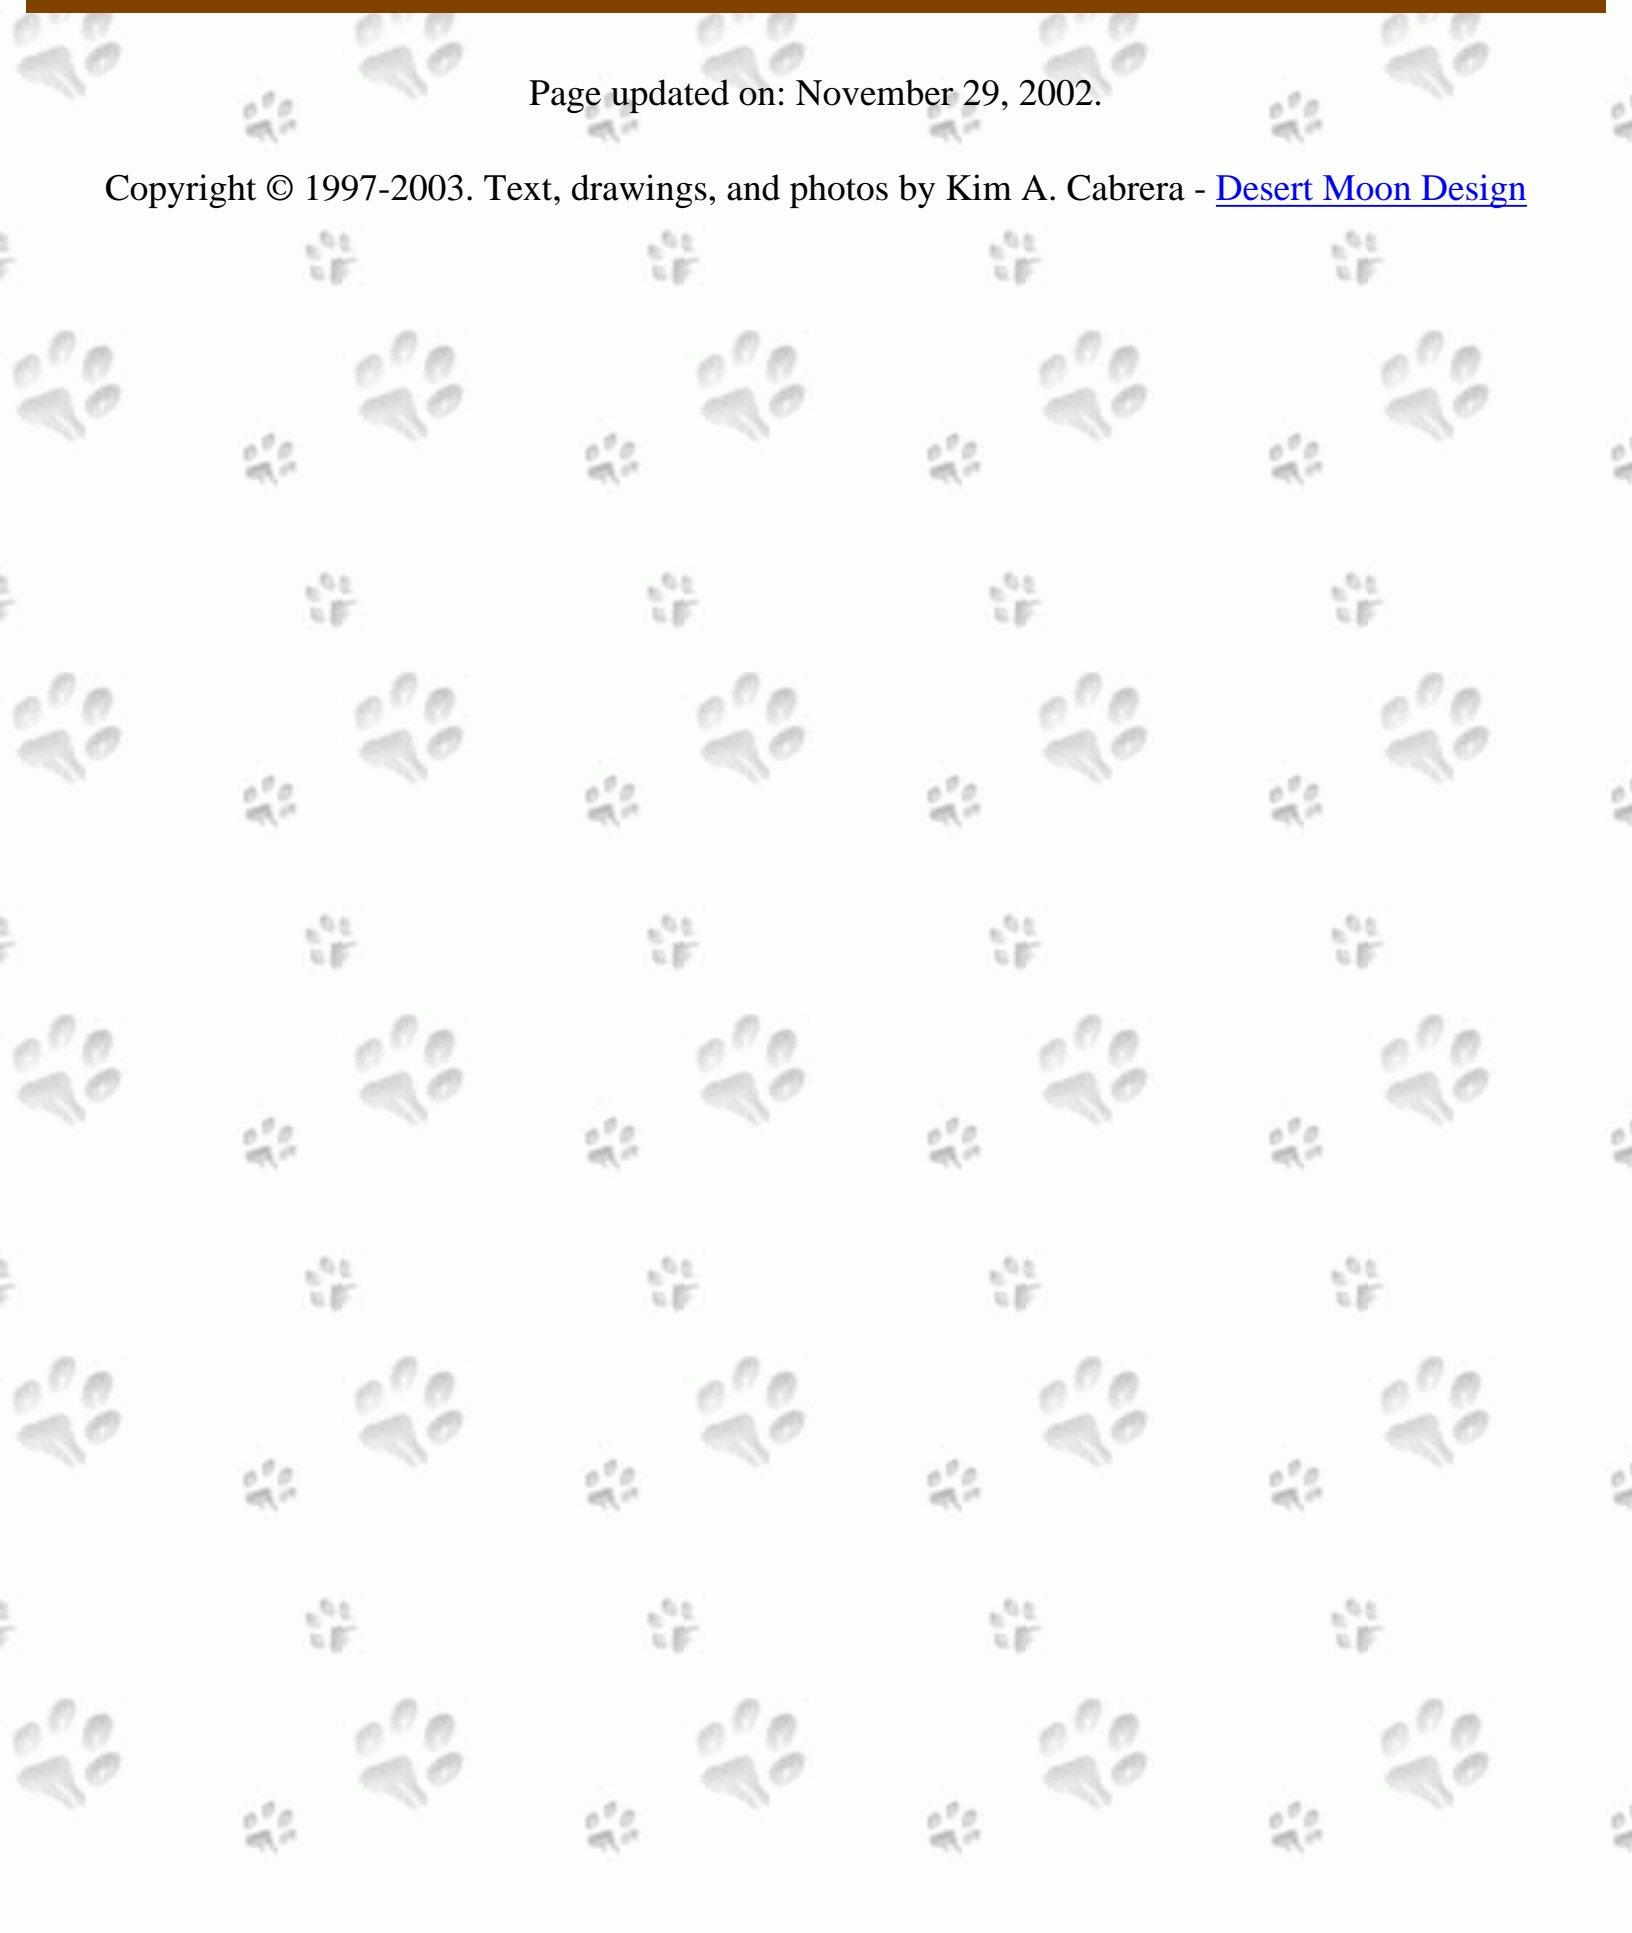 Page updated on: November 29, 2002.
Copyright © 1997-2003. Text, drawings, and photos by Kim A. Cabrera - Desert Moon Design